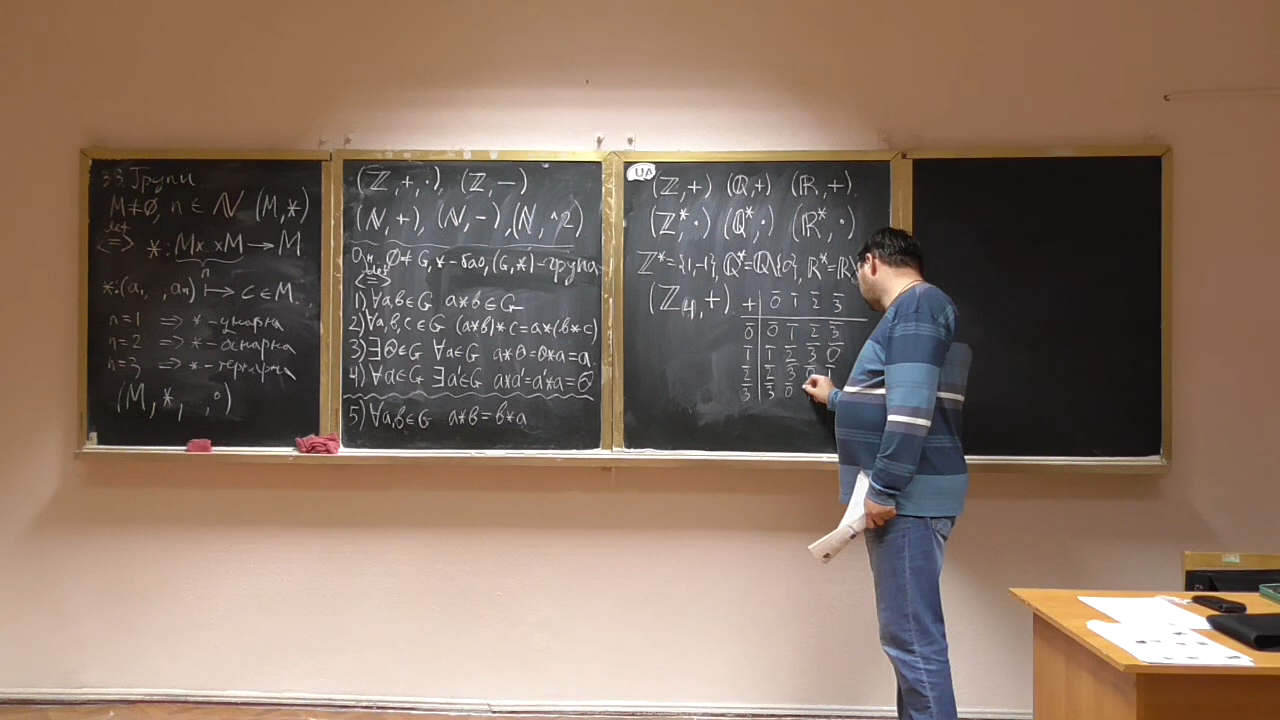 33. Групи.
M≠∅, n ∈ ℕ (M,*)
def
<=> *: M×..×M → M
n
*:(a₁, ,aₙ) ↦ c ∈ M
n=1 => * - унарна
n=2 => * - бінарна
n=3 => * - тернарна
(M, *, , ∘)
(ℤ, +, ·), (ℤ, −)
(ℕ, +), (ℕ, −), (ℕ, ^2)
Озн. ∅≠G, * - бао, (G,*) - група
def
<=>
1) ∀a,b∈G a*b∈G
2) ∀a,b,c∈G (a*b)*c=a*(b*c)
3) ∃θ∈G ∀a∈G a*θ=θ*a=a
4) ∀a∈G ∃a'∈G a*a'=a'*a=θ
5) ∀a,b∈G a*b=b*a
UA
(ℤ,+) (ℚ,+) (ℝ,+)
(ℤ*,·) (ℚ*,·) (ℝ*,·)
ℤ*={1,-1}, ℚ*=ℚ\{0}, ℝ*=ℝ\
(ℤ₄,+) + | 0̅ 1̅ 2̅ 3̅
0̅ | 0̅ 1̅ 2̅ 3̅
1̅ | 1̅ 2̅ 3̅ 0̅
2̅ | 2̅ 3̅ 0̅ 1̅
3̅ | 3̅ 0̅